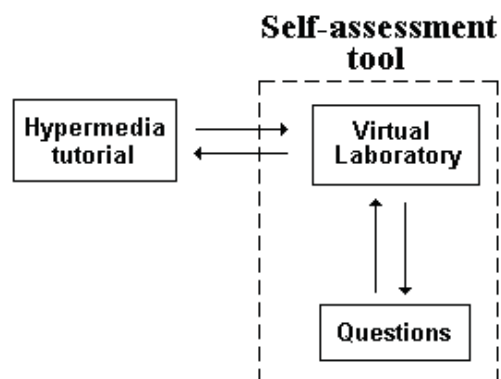 Self-assessment
tool
Hypermedia
tutorial
Virtual
Laboratory
Questions